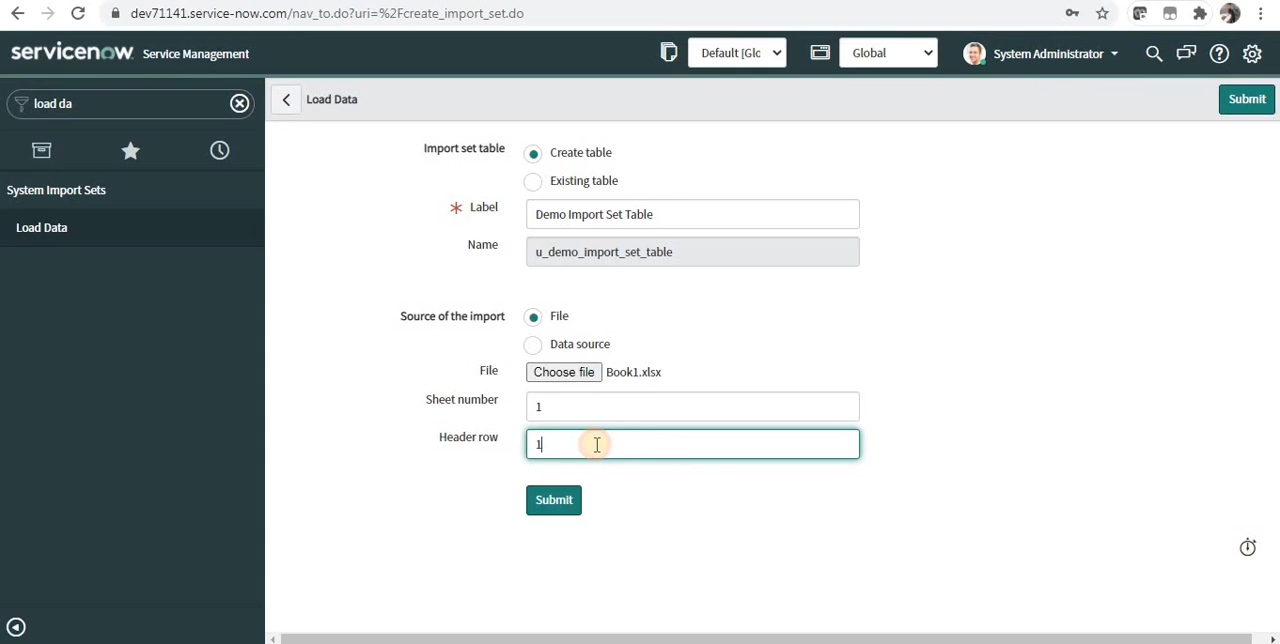 dev71141.service-now.com/nav_to.do?uri=%2Fcreate_import_set.do
servicenow Service Management
Default [Glc
Global
System Administrator
load da
Load Data
Submit
System Import Sets
Load Data
Import set table
Create table
Existing table
* Label
Demo Import Set Table
Name
u_demo_import_set_table
Source of the import
File
Data source
File
Choose file Book1.xlsx
Sheet number
1
Header row
1
Submit